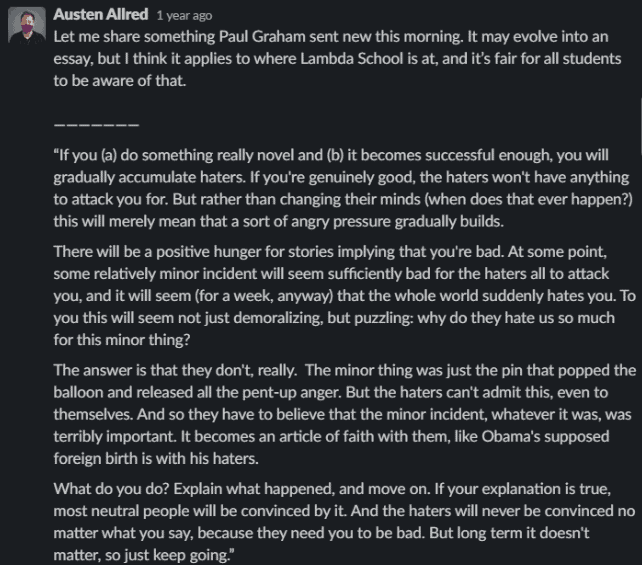 Austen Allred 1 year ago
Let me share something Paul Graham sent new this morning. It may evolve into an
essay, but I think it applies to where Lambda School is at, and it's fair for all students
to be aware of that.
———————
“If you (a) do something really novel and (b) it becomes successful enough, you will
gradually accumulate haters. If you're genuinely good, the haters won't have anything
to attack you for. But rather than changing their minds (when does that ever happen?)
this will merely mean that a sort of angry pressure gradually builds.
There will be a positive hunger for stories implying that you're bad. At some point,
some relatively minor incident will seem sufficiently bad for the haters all to attack
you, and it will seem (for a week, anyway) that the whole world suddenly hates you. To
you this will seem not just demoralizing, but puzzling: why do they hate us so much
for this minor thing?
The answer is that they don't, really. The minor thing was just the pin that popped the
balloon and released all the pent-up anger. But the haters can't admit this, even to
themselves. And so they have to believe that the minor incident, whatever it was, was
terribly important. It becomes an article of faith with them, like Obama's supposed
foreign birth is with his haters.
What do you do? Explain what happened, and move on. If your explanation is true,
most neutral people will be convinced by it. And the haters will never be convinced no
matter what you say, because they need you to be bad. But long term it doesn't
matter, so just keep going.”